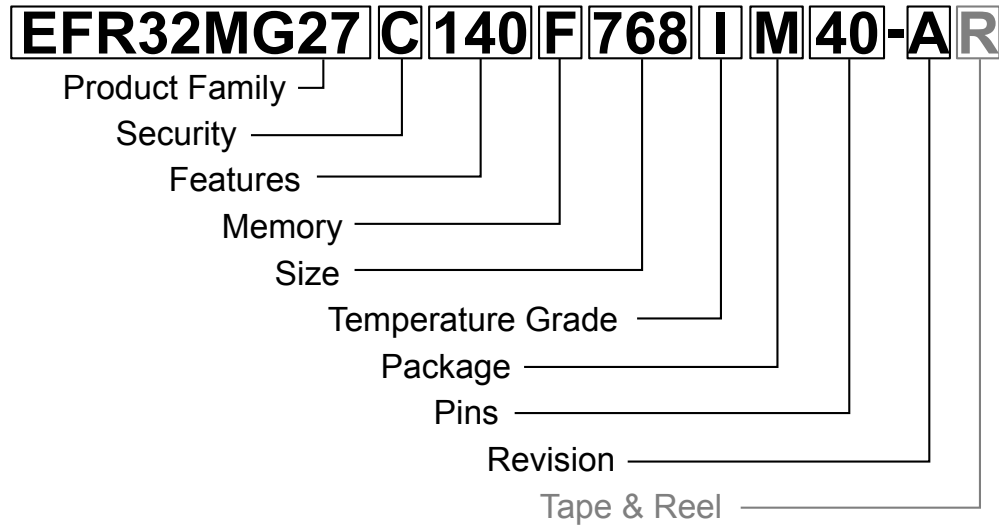 EFR32MG27 C 140 F 768 I M 40-A R
Product Family
Security
Features
Memory
Size
Temperature Grade
Package
Pins
Revision
Tape & Reel